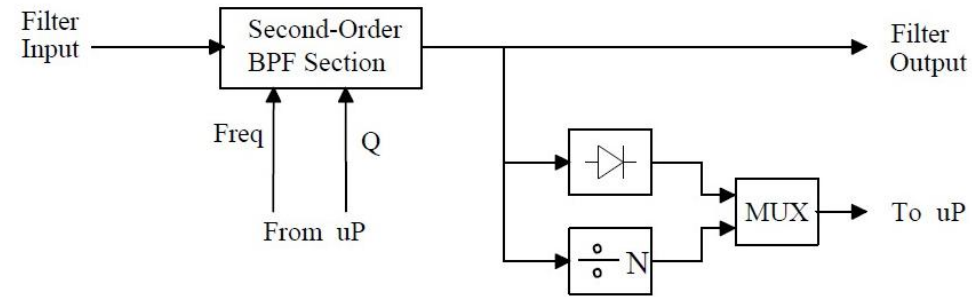 Filter
Input
Second-Order
BPF Section
Filter
Output
Freq
Q
From uP
MUX
To uP
÷ N